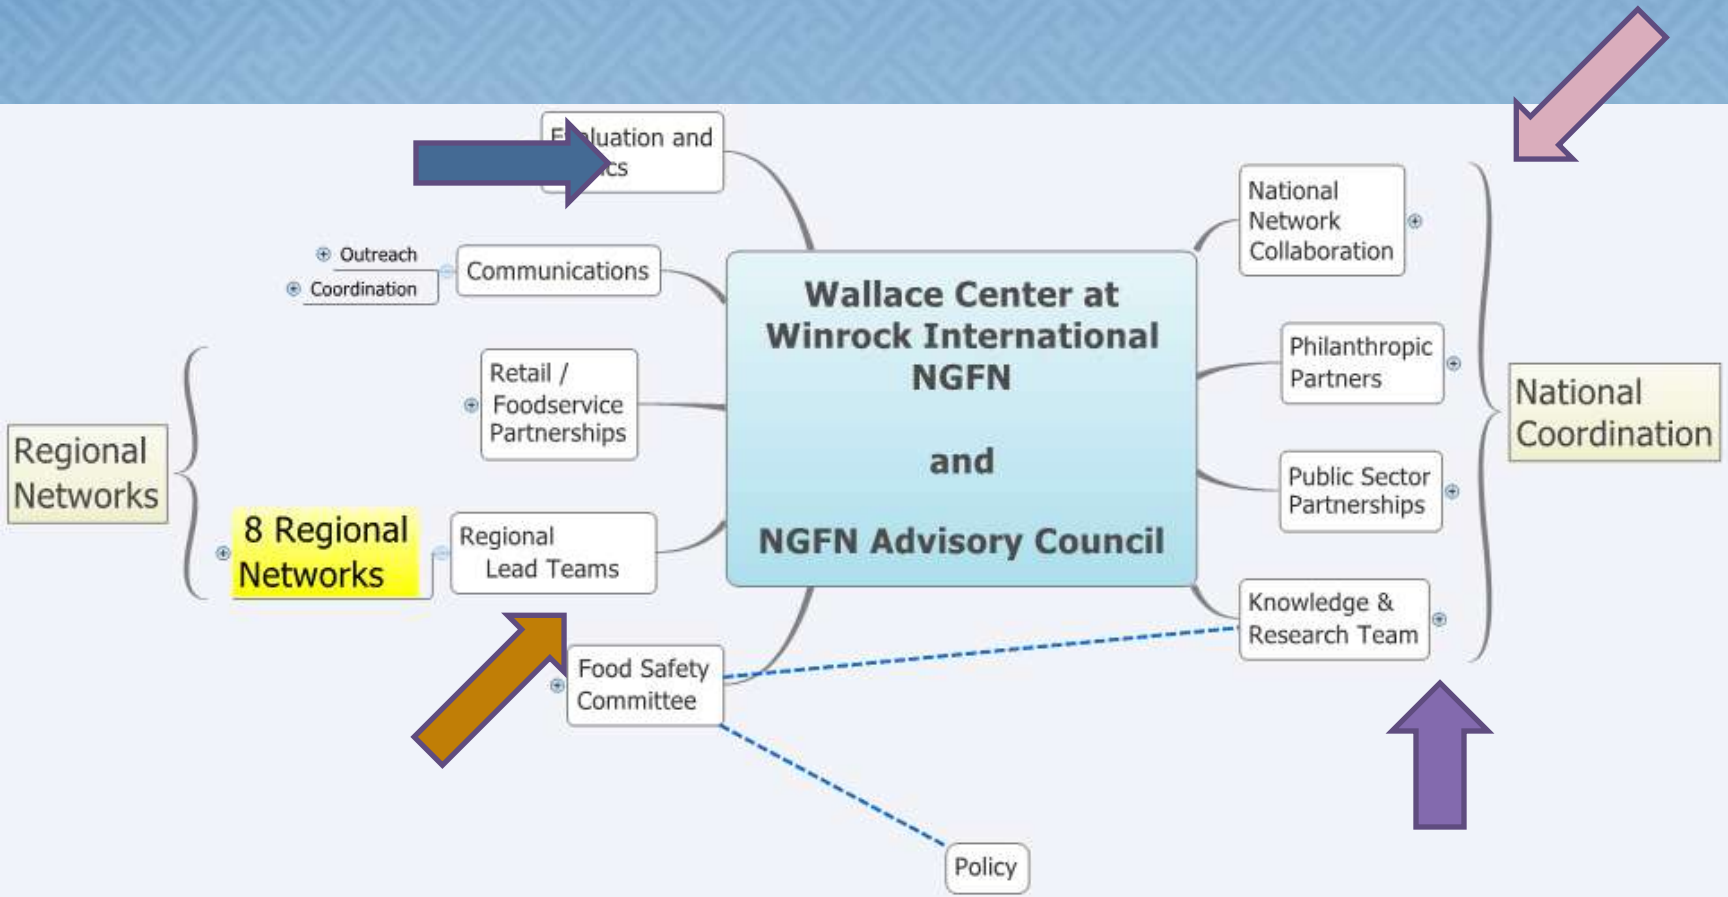 Evaluation and
Outreach
Communications
Coordination
Retail /
Foodservice
Partnerships
Regional
Networks
8 Regional
Networks
Regional
Lead Teams
Food Safety
Committee
Wallace Center at
Winrock International
NGFN
and
NGFN Advisory Council
National
Network
Collaboration
Philanthropic
Partners
Public Sector
Partnerships
Knowledge &
Research Team
National
Coordination
Policy